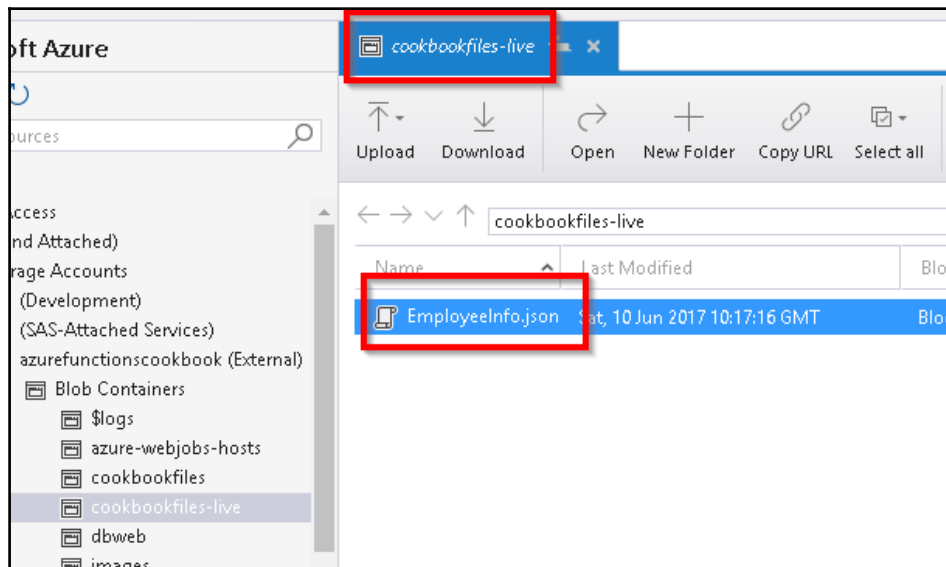 oft Azure
ources
Access
nd Attached)
rage Accounts
(Development)
(SAS-Attached Services)
azurefunctionscookbook (External)
Blob Containers
$logs
azure-webjobs-hosts
cookbookfiles
cookbookfiles-live
dbweb
images
cookbookfiles-live
Upload Download Open New Folder Copy URL Select all
cookbookfiles-live
Name Last Modified Blo
EmployeeInfo.json Sat, 10 Jun 2017 10:17:16 GMT Blo